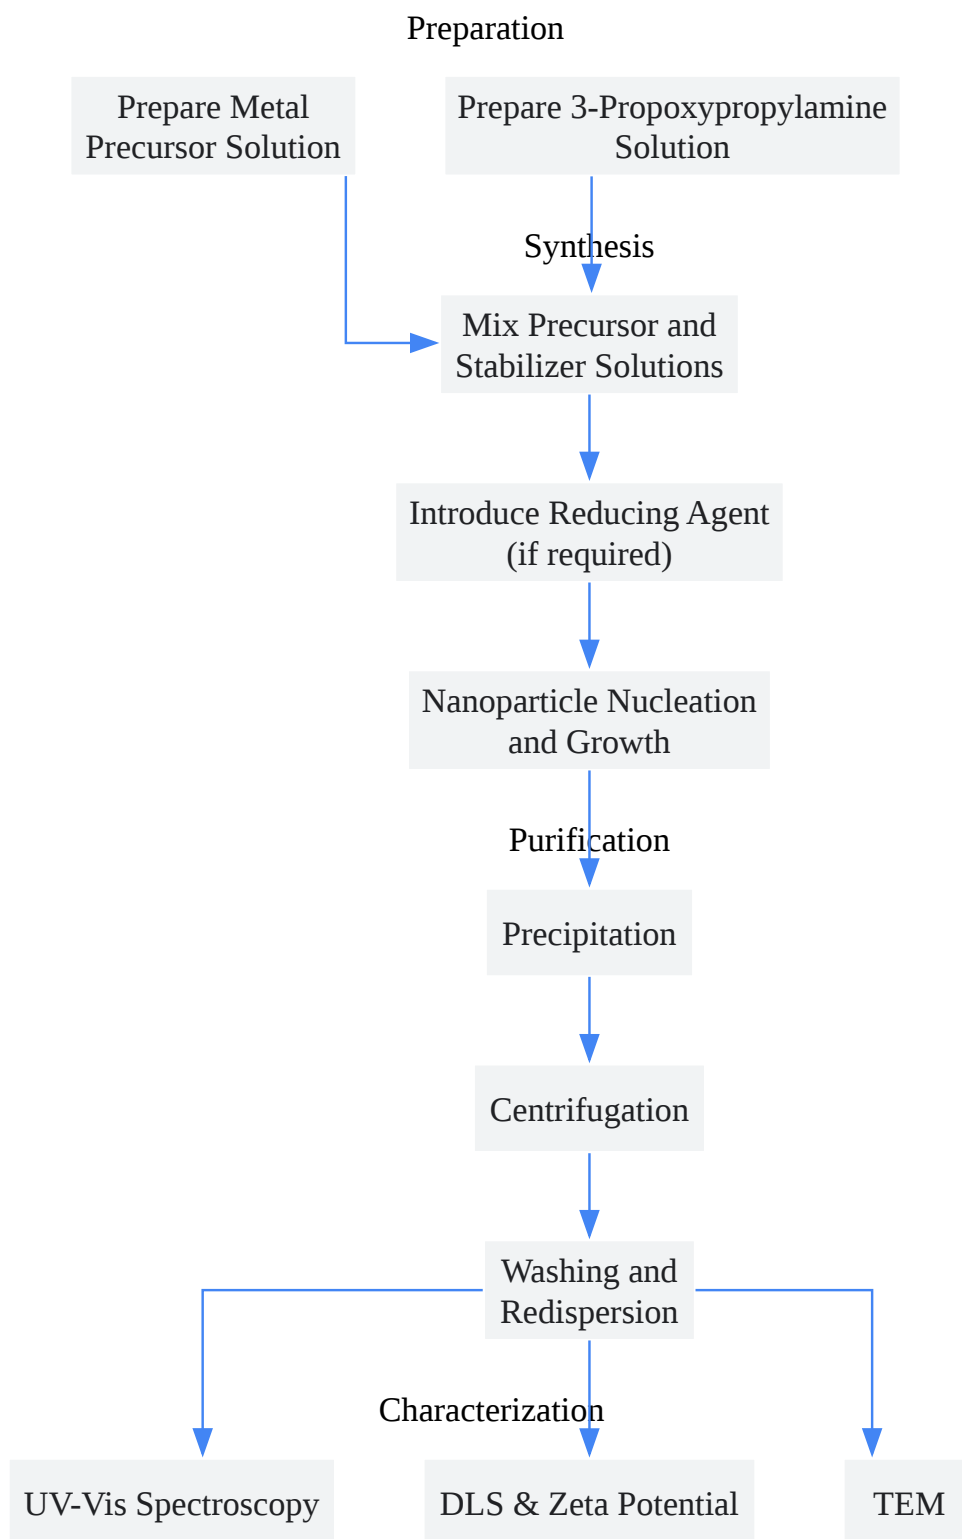 Preparation
Prepare Metal
Precursor Solution
Prepare 3-Propoxypropylamine
Solution
Synthesis
Mix Precursor and
Stabilizer Solutions
Introduce Reducing Agent
(if required)
Nanoparticle Nucleation
and Growth
Purification
Precipitation
Centrifugation
Washing and
Redispersion
Characterization
UV-Vis Spectroscopy
DLS & Zeta Potential
TEM